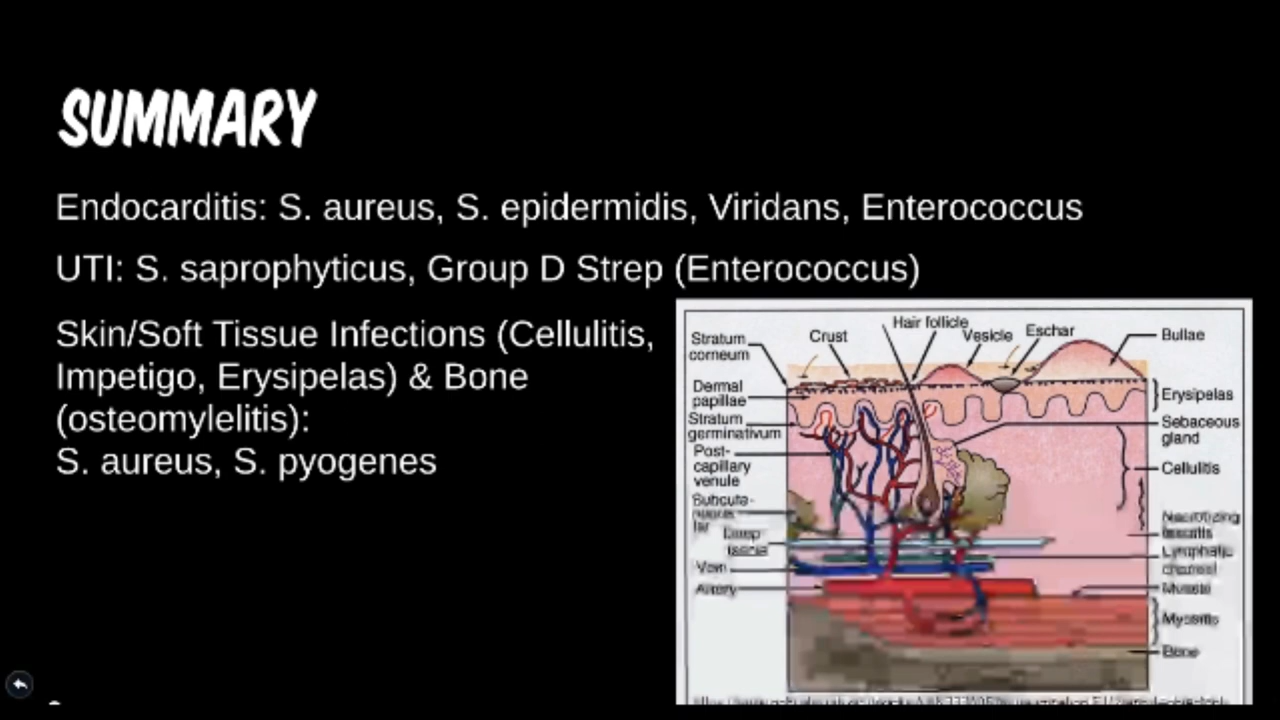 SUMMARY
Endocarditis: S. aureus, S. epidermidis, Viridans, Enterococcus
UTI: S. saprophyticus, Group D Strep (Enterococcus)
Skin/Soft Tissue Infections (Cellulitis,
Impetigo, Erysipelas) & Bone
(osteomylelitis):
S. aureus, S. pyogenes
Stratum
corneum
Crust
Hair follicle
Vesicle
Eschar
Bullae
Dermal
papillae
Erysipelas
Stratum
germinativum
Sebaceous
gland
Post-
capillary
venule
Cellulitis
Subcuta-
Necrotizing
fasciitis
Deep
fascia
Lymphatic
channel
Vein
Artery
Muscle
Myositis
Bone